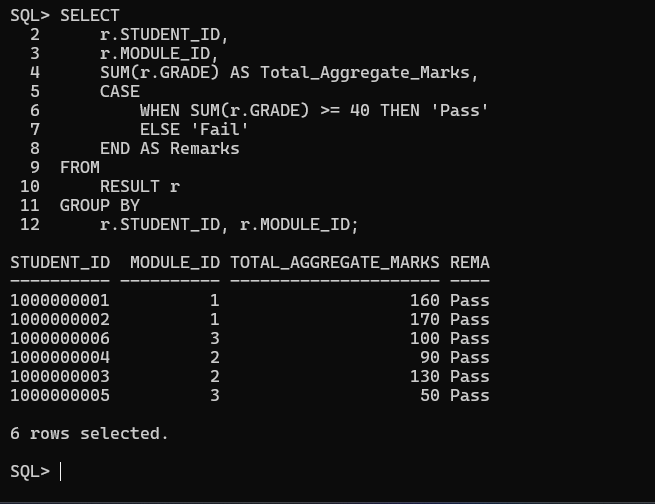 SQL> SELECT
  2      r.STUDENT_ID,
  3      r.MODULE_ID,
  4      SUM(r.GRADE) AS Total_Aggregate_Marks,
  5      CASE
  6          WHEN SUM(r.GRADE) >= 40 THEN 'Pass'
  7          ELSE 'Fail'
  8      END AS Remarks
  9  FROM
 10      RESULT r
 11  GROUP BY
 12      r.STUDENT_ID, r.MODULE_ID;

STUDENT_ID  MODULE_ID TOTAL_AGGREGATE_MARKS REMA
---------- ---------- --------------------- ----
1000000001          1                   160 Pass
1000000002          1                   170 Pass
1000000006          3                   100 Pass
1000000004          2                    90 Pass
1000000003          2                   130 Pass
1000000005          3                    50 Pass

6 rows selected.

SQL>